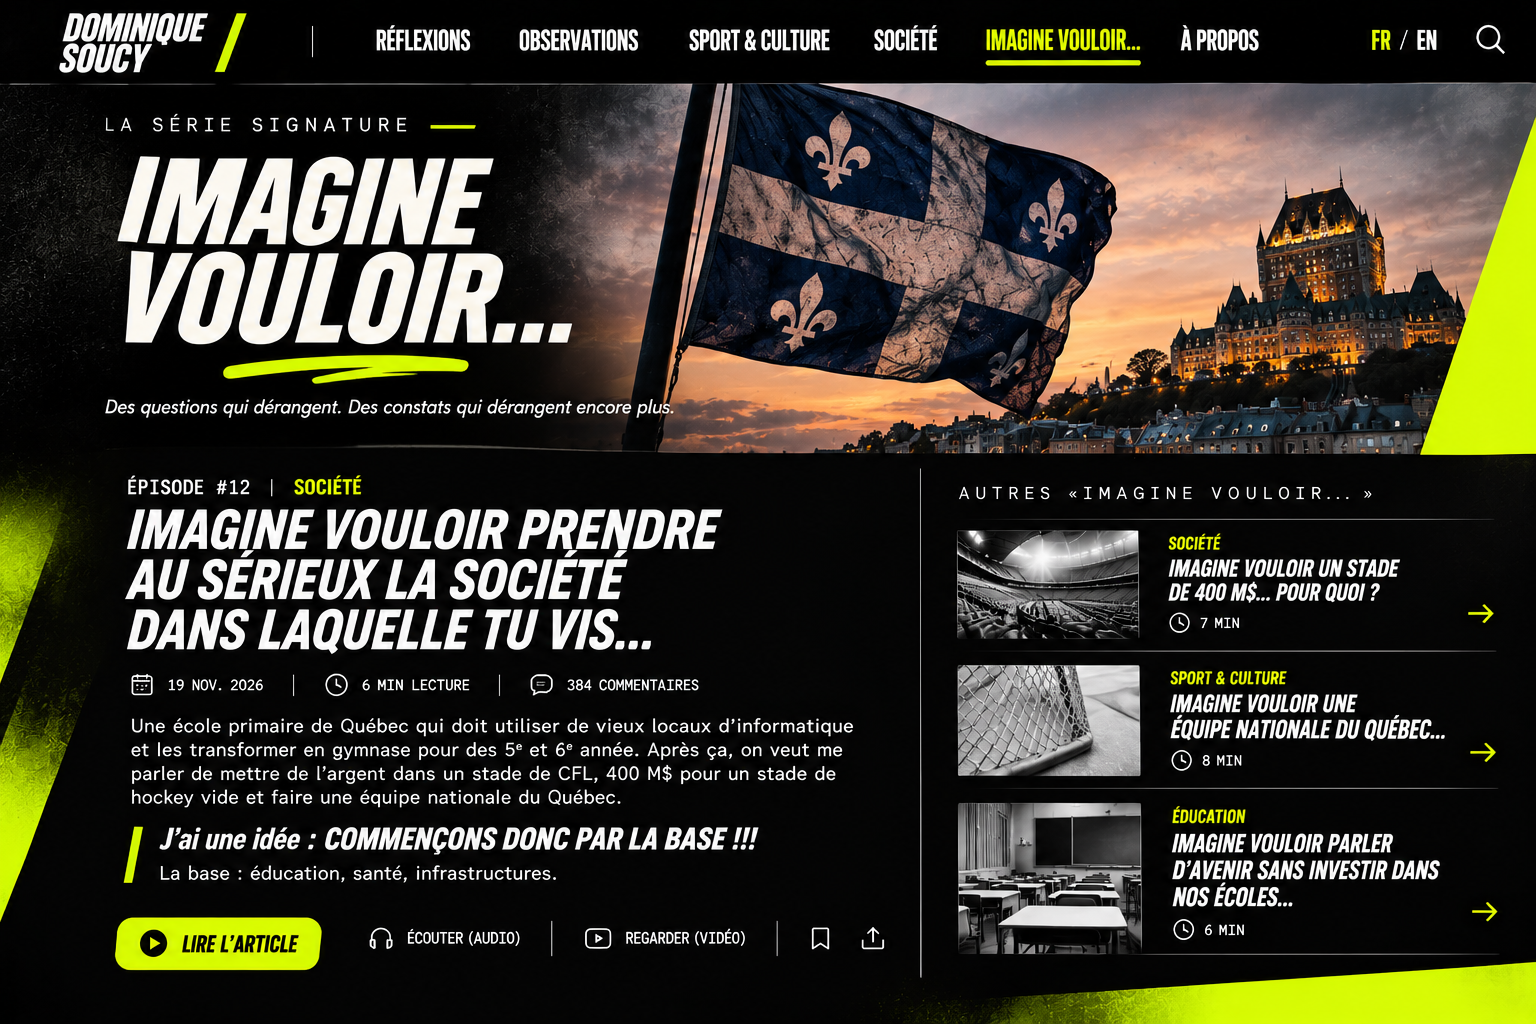 DOMINIQUE
SOUCY
RÉFLEXIONS
OBSERVATIONS
SPORT & CULTURE
SOCIÉTÉ
IMAGINE VOULOIR...
À PROPOS
FR / EN
LA SÉRIE SIGNATURE
IMAGINE
VOULOIR...
Des questions qui dérangent. Des constats qui dérangent encore plus.
ÉPISODE #12 | SOCIÉTÉ
IMAGINE VOULOIR PRENDRE
AU SÉRIEUX LA SOCIÉTÉ
DANS LAQUELLE TU VIS...
19 NOV. 2026
6 MIN LECTURE
384 COMMENTAIRES
Une école primaire de Québec qui doit utiliser de vieux locaux d’informatique
et les transformer en gymnase pour des 5ᵉ et 6ᵉ année. Après ça, on veut me
parler de mettre de l’argent dans un stade de CFL, 400 M$ pour un stade de
hockey vide et faire une équipe nationale du Québec.
J’ai une idée : COMMENÇONS DONC PAR LA BASE !!!
La base : éducation, santé, infrastructures.
LIRE L’ARTICLE
ÉCOUTER (AUDIO)
REGARDER (VIDÉO)
AUTRES «IMAGINE VOULOIR... »
SOCIÉTÉ
IMAGINE VOULOIR UN STADE
DE 400 M$... POUR QUOI ?
7 MIN
SPORT & CULTURE
IMAGINE VOULOIR UNE
ÉQUIPE NATIONALE DU QUÉBEC...
8 MIN
ÉDUCATION
IMAGINE VOULOIR PARLER
D’AVENIR SANS INVESTIR DANS
NOS ÉCOLES...
6 MIN